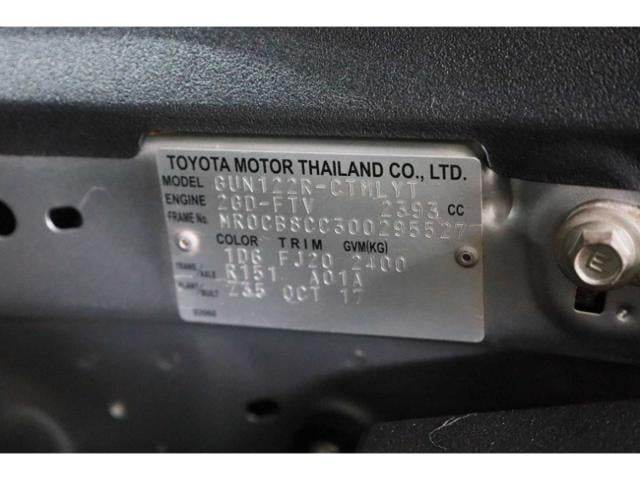 TOYOTA MOTOR THAILAND CO., LTD.
MODEL GUN122R-CTMLYT
ENGINE 2GD-FTV 2393 CC
FRAME No. MR0CB8CC300295527
COLOR TRIM GVM(KG)
1D6 FJ20 2400
TRANS./AXLE R151 A01A
PLANT/BUILT Z35 OCT 17
E